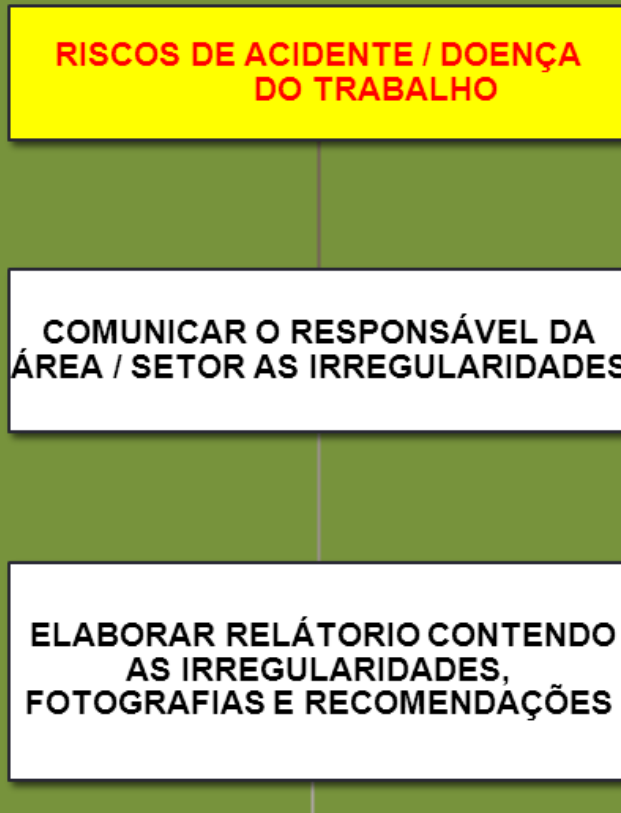 RISCOS DE ACIDENTE / DOENÇA
DO TRABALHO
COMUNICAR O RESPONSÁVEL DA
ÁREA / SETOR AS IRREGULARIDADES
ELABORAR RELÁTORIO CONTENDO
AS IRREGULARIDADES,
FOTOGRAFIAS E RECOMENDAÇÕES